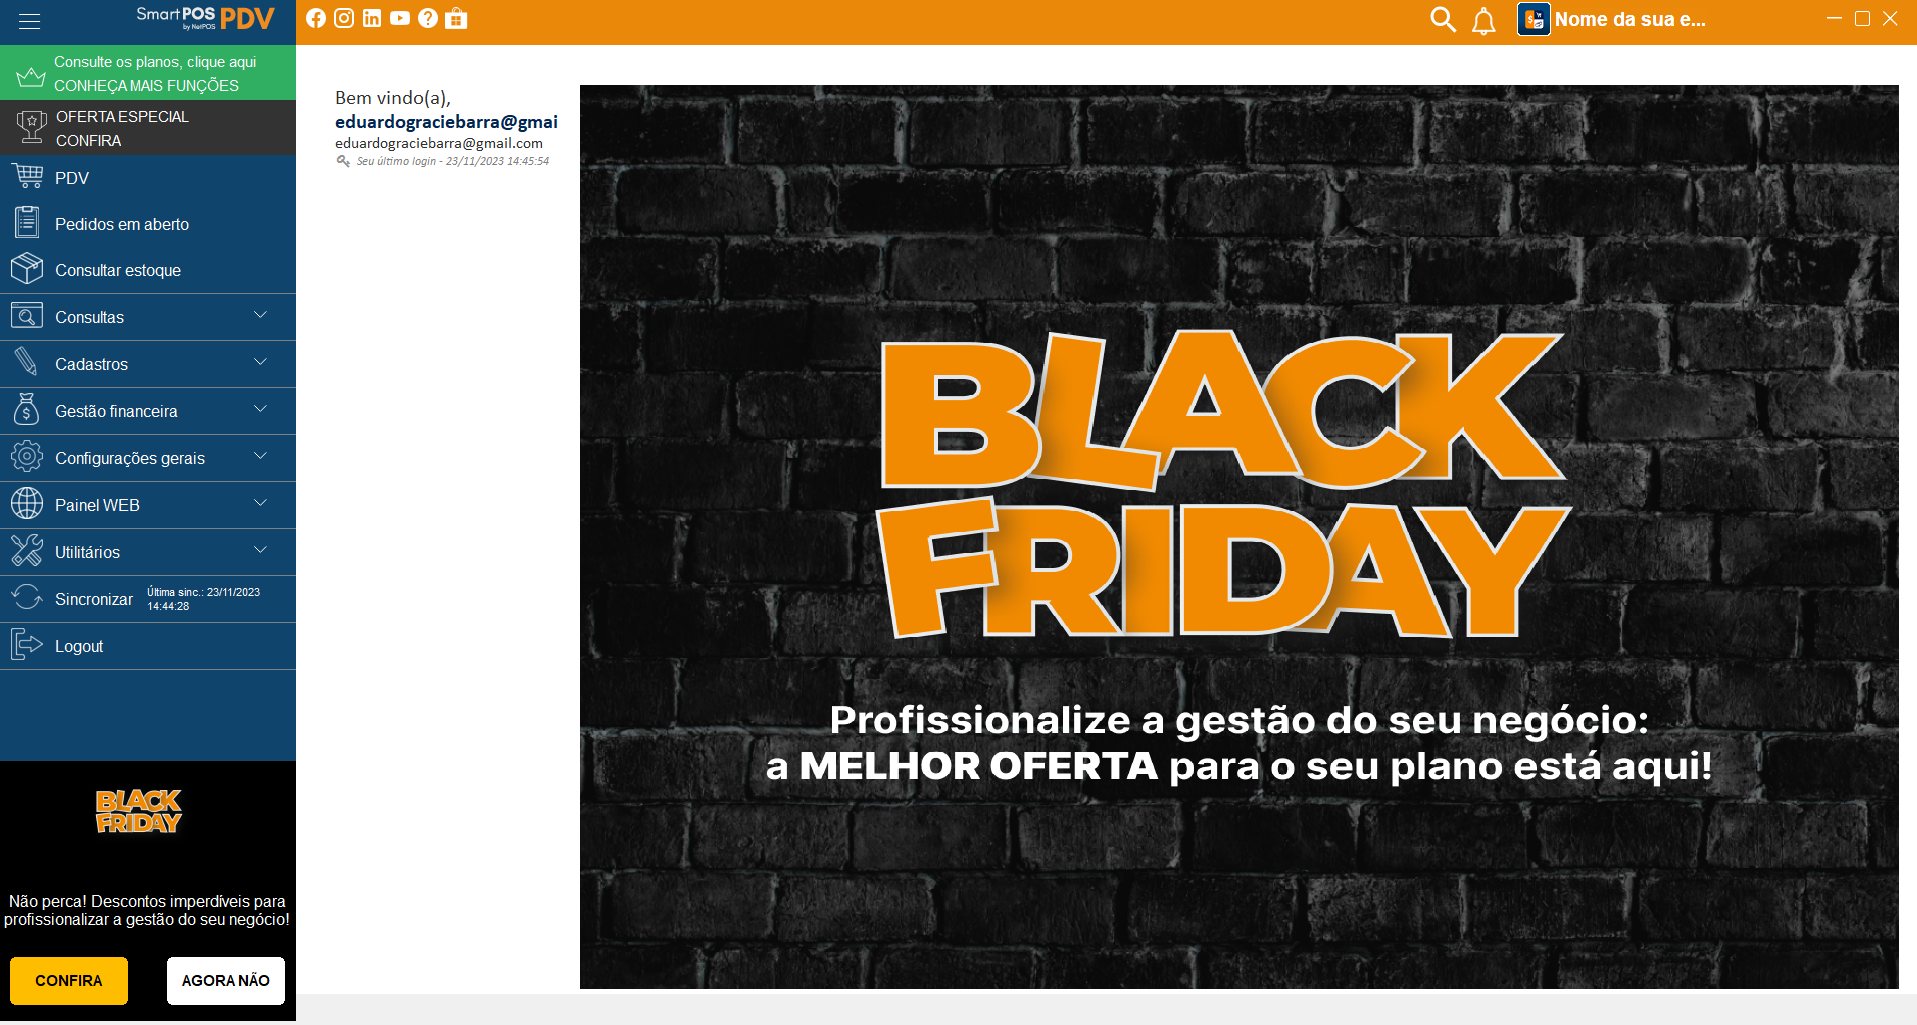 SmartPOS PDV
by NetPOS
Nome da sua e...
Consulte os planos, clique aqui
CONHEÇA MAIS FUNÇÕES
OFERTA ESPECIAL
CONFIRA
PDV
Pedidos em aberto
Consultar estoque
Consultas
Cadastros
Gestão financeira
Configurações gerais
Painel WEB
Utilitários
Sincronizar
Última sinc.: 23/11/2023
14:44:28
Logout
BLACK
FRIDAY
Não perca! Descontos imperdíveis para
profissionalizar a gestão do seu negócio!
CONFIRA
AGORA NÃO
Bem vindo(a),
eduardograciebarra@gmai
eduardograciebarra@gmail.com
Seu último login - 23/11/2023 14:45:54
BLACK
FRIDAY
Profissionalize a gestão do seu negócio:
a MELHOR OFERTA para o seu plano está aqui!